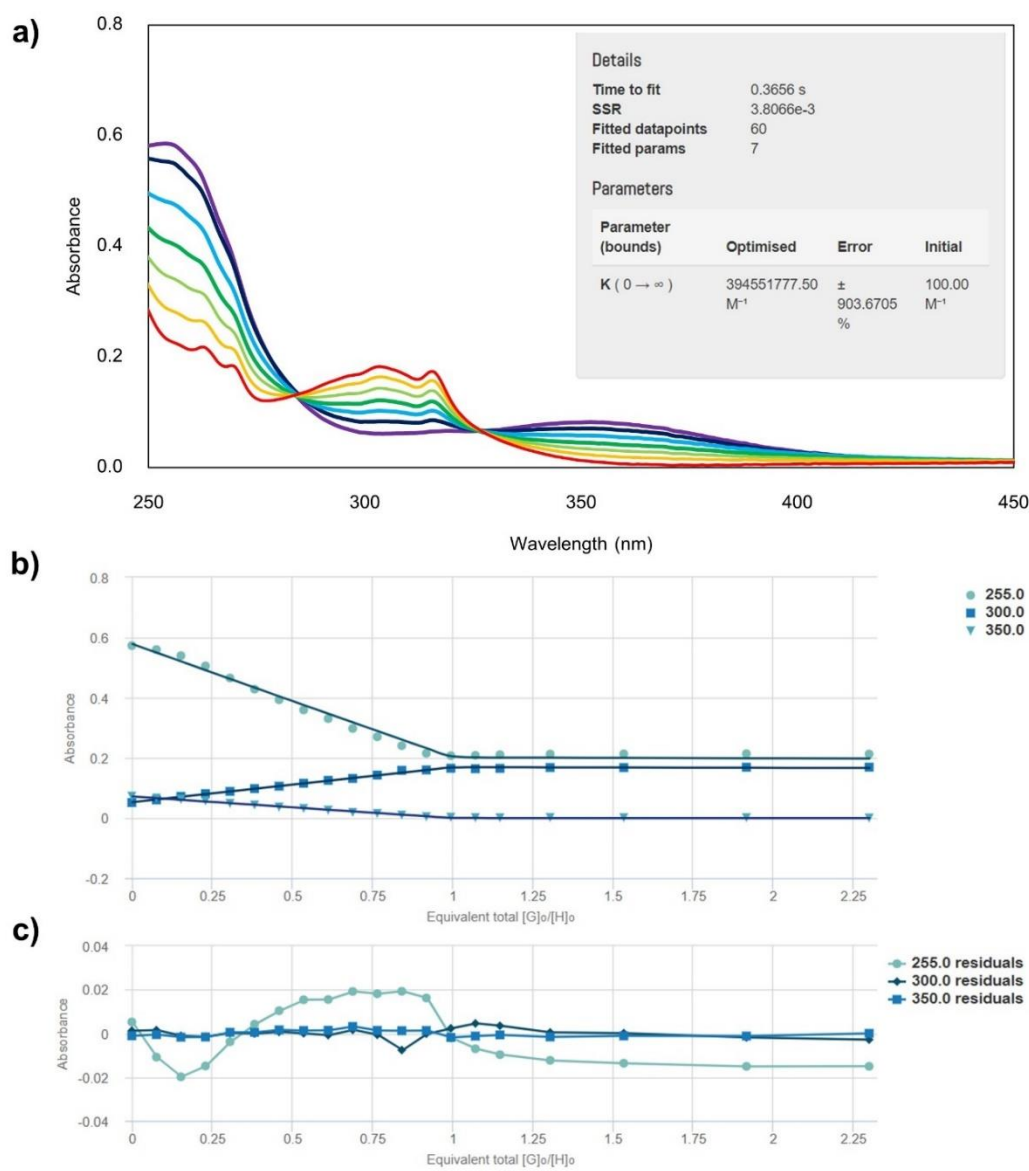 a)
0.8
0.6
0.4
0.2
0.0
Absorbance
250 300 350 400 450
Wavelength (nm)
Details
Time to fit 0.3656 s
SSR 3.8066e-3
Fitted datapoints 60
Fitted params 7
Parameters
Parameter
(bounds) Optimised Error Initial
K ( 0 → ∞ ) 394551777.50 ± 100.00
M⁻¹ 903.6705 M⁻¹
%
b)
0.8
0.6
0.4
0.2
0
-0.2
Absorbance
0 0.25 0.5 0.75 1 1.25 1.5 1.75 2 2.25
Equivalent total [G]₀/[H]₀
255.0
300.0
350.0
c)
0.04
0.02
0
-0.02
-0.04
Absorbance
0 0.25 0.5 0.75 1 1.25 1.5 1.75 2 2.25
Equivalent total [G]₀/[H]₀
255.0 residuals
300.0 residuals
350.0 residuals